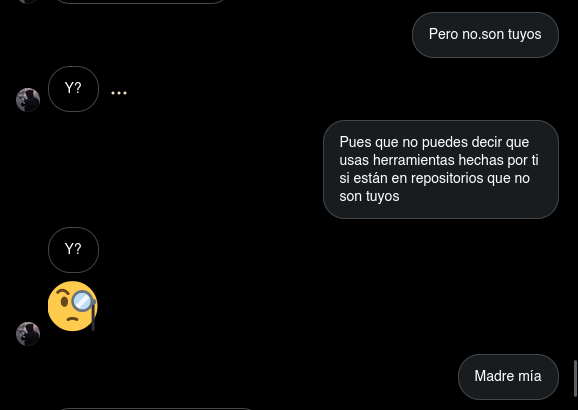 Pero no.son tuyos
Y?
Pues que no puedes decir que
usas herramientas hechas por ti
si están en repositorios que no
son tuyos
Y?
Madre mía